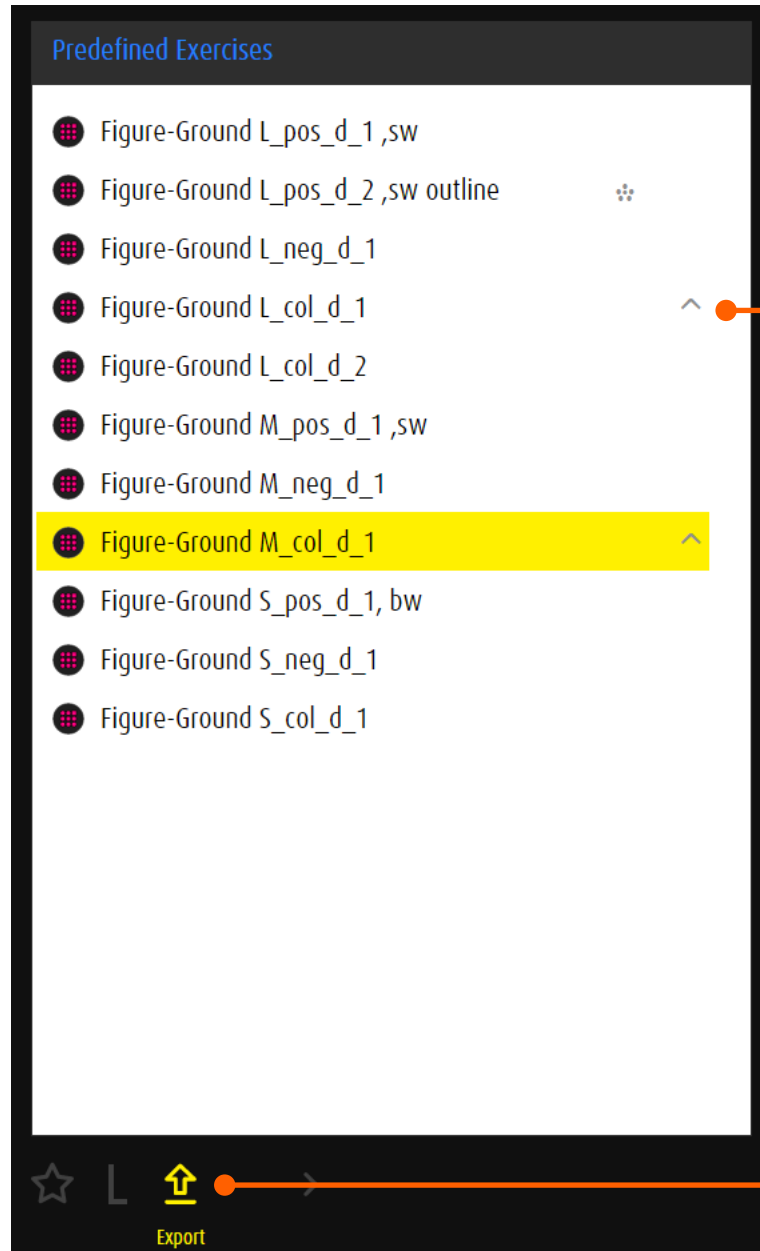 Predefined Exercises
Figure-Ground L_pos_d_1 ,sw
Figure-Ground L_pos_d_2 ,sw outline
Figure-Ground L_neg_d_1
Figure-Ground L_col_d_1
Figure-Ground L_col_d_2
Figure-Ground M_pos_d_1 ,sw
Figure-Ground M_neg_d_1
Figure-Ground M_col_d_1
Figure-Ground S_pos_d_1, bw
Figure-Ground S_neg_d_1
Figure-Ground S_col_d_1
L
Export